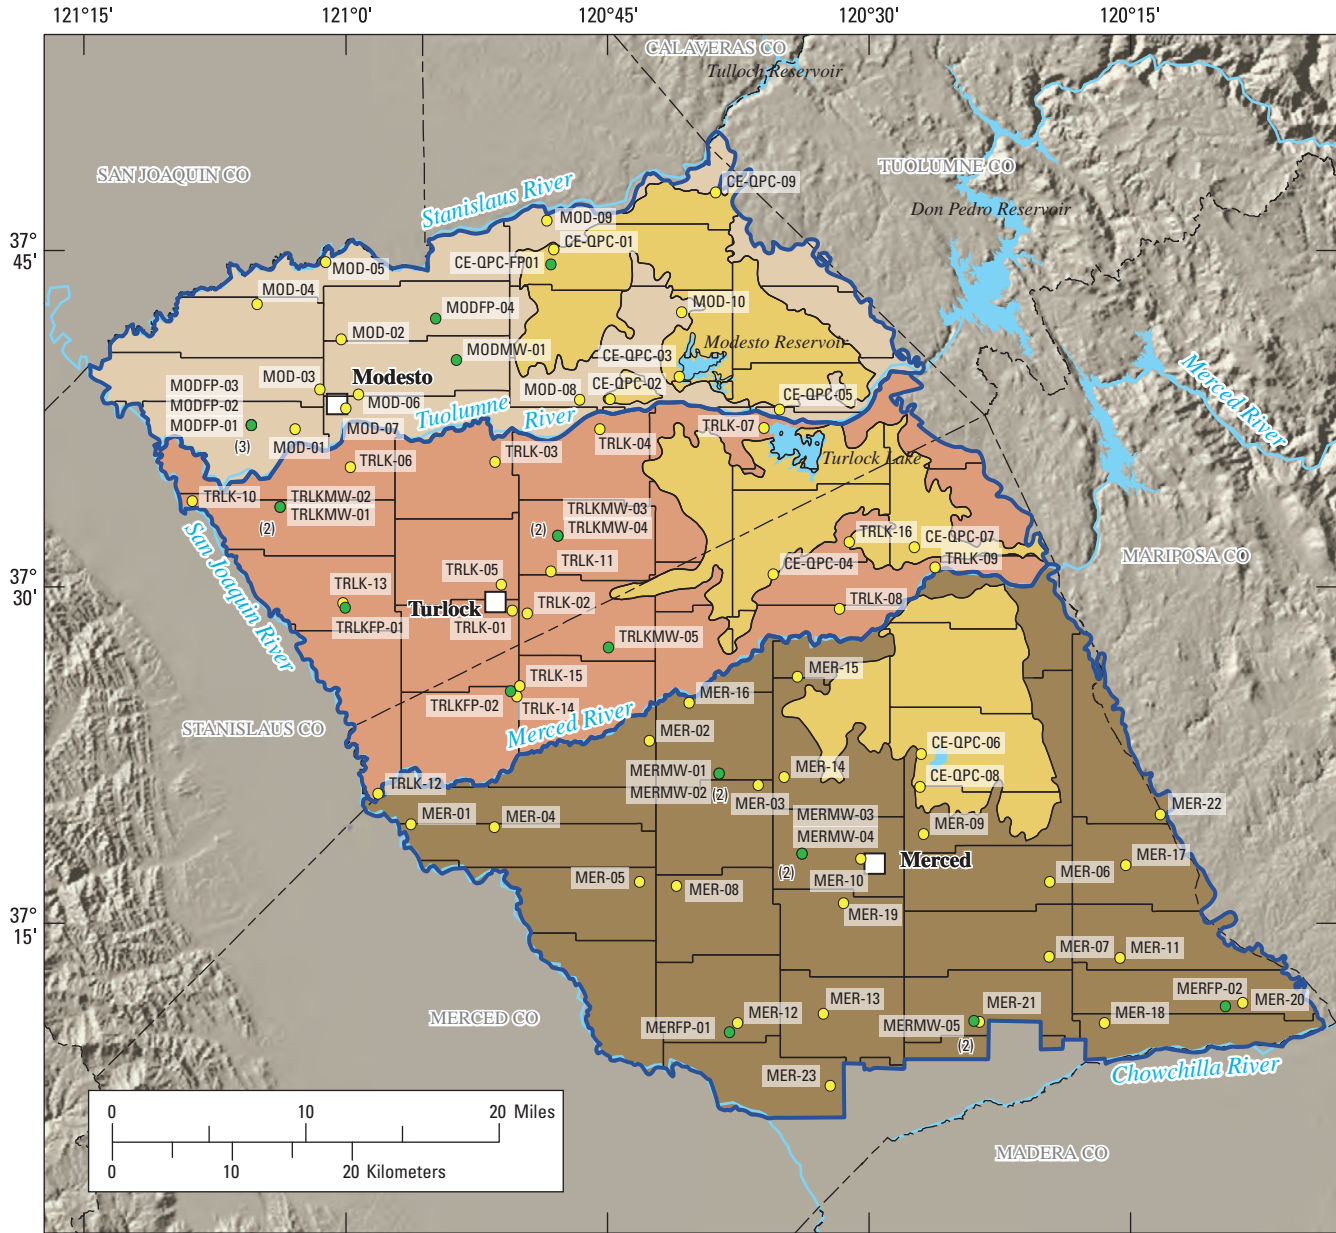 121°15'
121°0'
120°45'
120°30'
120°15'
CALAVERAS CO
Tulloch Reservoir
SAN JOAQUIN CO
TUOLUMNE CO
CE-QPC-09
Stanislaus River
Don Pedro Reservoir
MOD-09
CE-QPC-01
37°
45'
MOD-05
CE-QPC-FP01
MOD-04
MODFP-04
MOD-10
MOD-02
Modesto Reservoir
MODMW-01
CE-QPC-03
Merced River
MOD-03
Modesto
MODFP-03
MODFP-02
MODFP-01
(3)
MOD-08
CE-QPC-02
CE-QPC-05
MOD-06
MOD-07
Tuolumne
River
MOD-01
TRLK-04
TRLK-07
TRLK-06
TRLK-03
Turlock Lake
TRLK-10
TRLKMW-02
TRLKMW-01
(2)
TRLKMW-03
TRLKMW-04
(2)
San Joaquin River
TRLK-16
CE-QPC-07
TRLK-09
MARIPOSA CO
37°
30'
TRLK-13
TRLK-05
TRLK-11
CE-QPC-04
Turlock
TRLK-02
TRLK-08
TRLKFP-01
TRLK-01
TRLKMW-05
TRLK-15
MER-15
TRLKFP-02
TRLK-14
MER-16
STANISLAUS CO
Merced River
MER-02
CE-QPC-06
MERMW-01
MERMW-02
(2)
MER-14
TRLK-12
MER-03
CE-QPC-08
MER-01
MER-04
MERMW-03
MERMW-04
(2)
MER-09
MER-22
Merced
MER-17
MER-05
MER-08
MER-10
MER-06
MER-19
37°
15'
MER-07
MER-11
MERFP-02
MER-20
MERCED CO
MER-12
MER-13
MERMW-05
(2)
MER-21
MER-18
MERFP-01
MER-23
Chowchilla River
0
10
20 Miles
0
10
20 Kilometers
MADERA CO